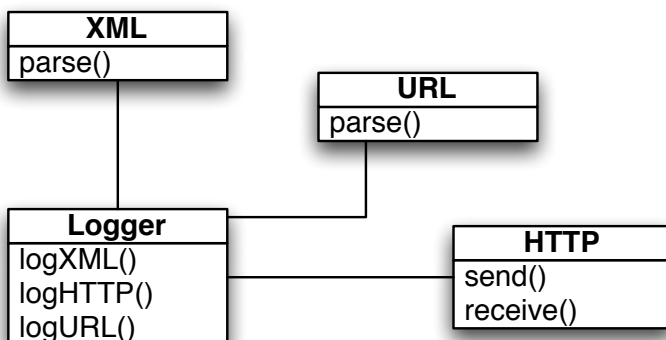 XML
parse()
URL
parse()
Logger
logXML()
logHTTP()
logURL()
HTTP
send()
receive()